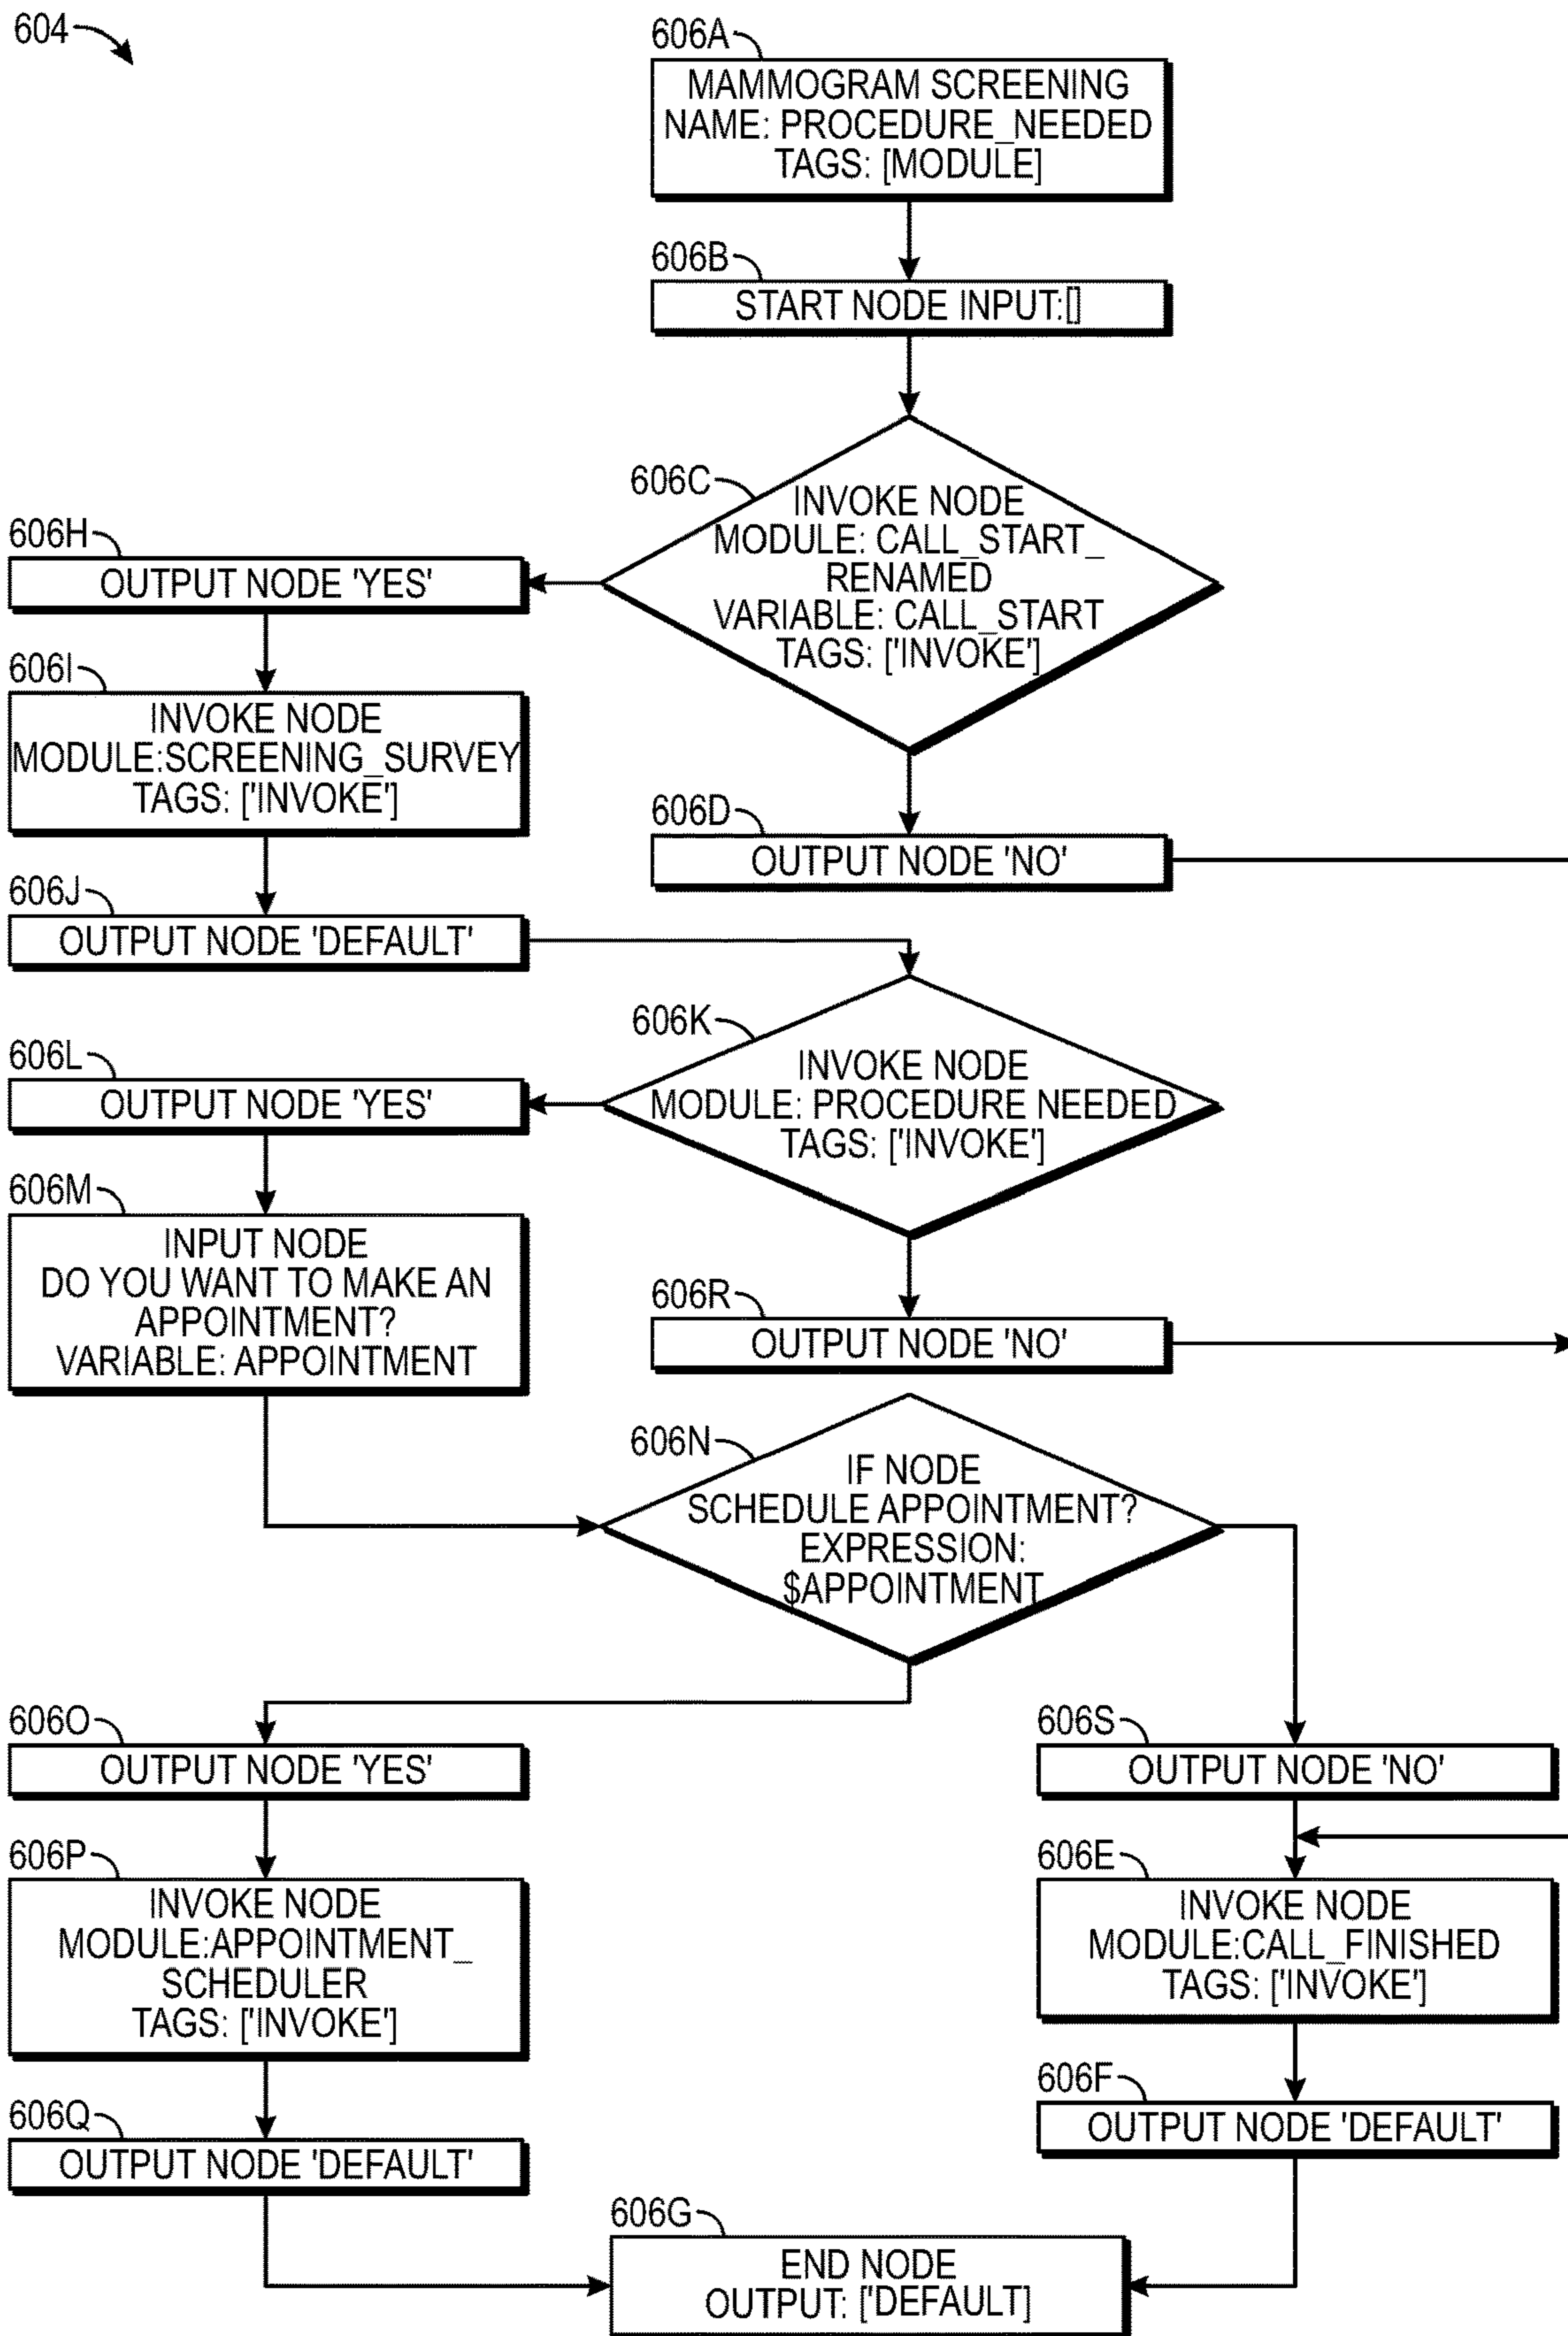 604
606A
MAMMOGRAM SCREENING
NAME: PROCEDURE_NEEDED
TAGS: [MODULE]
606B
START NODE INPUT:[]
606C
INVOKE NODE
MODULE: CALL_START_
RENAMED
VARIABLE: CALL_START
TAGS: ['INVOKE']
606H
OUTPUT NODE 'YES'
606I
INVOKE NODE
MODULE:SCREENING_SURVEY
TAGS: ['INVOKE']
606D
OUTPUT NODE 'NO'
606J
OUTPUT NODE 'DEFAULT'
606K
INVOKE NODE
MODULE: PROCEDURE NEEDED
TAGS: ['INVOKE']
606L
OUTPUT NODE 'YES'
606M
INPUT NODE
DO YOU WANT TO MAKE AN
APPOINTMENT?
VARIABLE: APPOINTMENT
606R
OUTPUT NODE 'NO'
606N
IF NODE
SCHEDULE APPOINTMENT?
EXPRESSION:
$APPOINTMENT
606O
OUTPUT NODE 'YES'
606S
OUTPUT NODE 'NO'
606P
INVOKE NODE
MODULE:APPOINTMENT_
SCHEDULER
TAGS: ['INVOKE']
606E
INVOKE NODE
MODULE:CALL_FINISHED
TAGS: ['INVOKE']
606Q
OUTPUT NODE 'DEFAULT'
606F
OUTPUT NODE 'DEFAULT'
606G
END NODE
OUTPUT: ['DEFAULT]